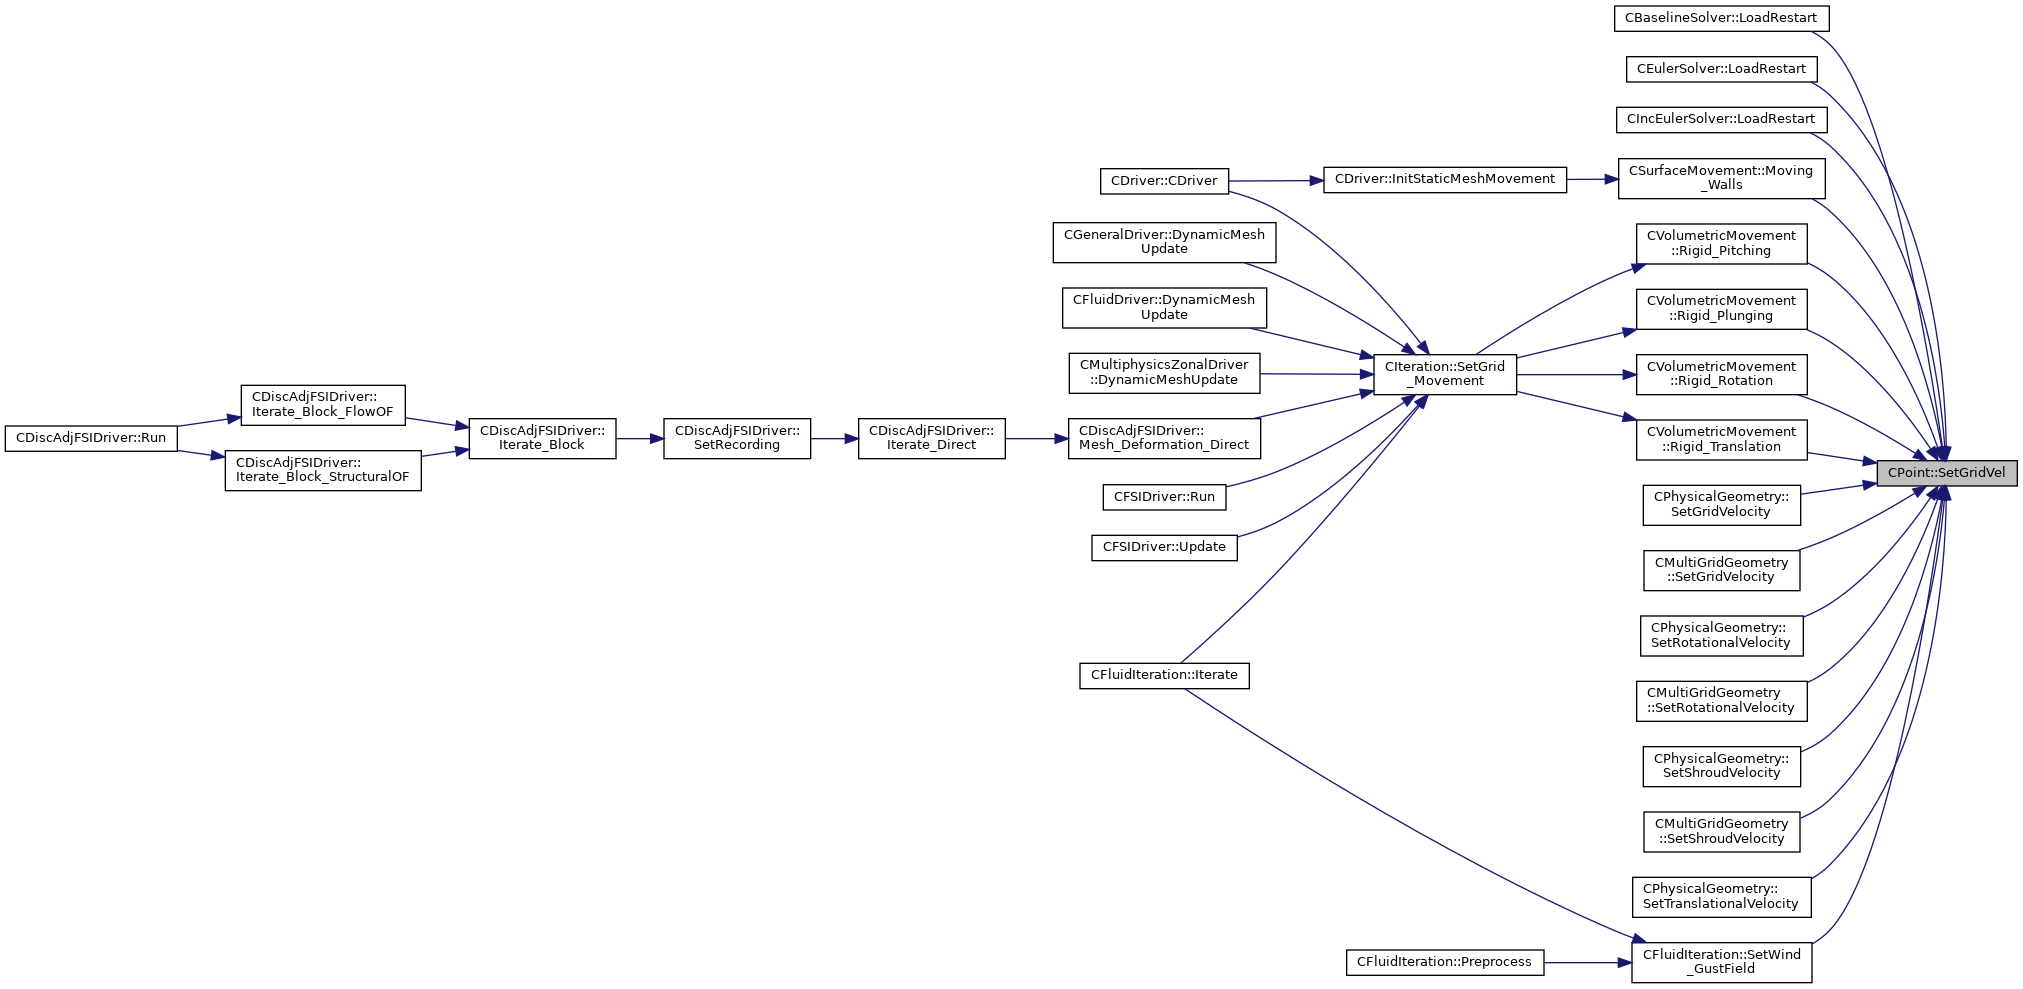 CBaselineSolver::LoadRestart
CEulerSolver::LoadRestart
CIncEulerSolver::LoadRestart
CDriver::CDriver
CDriver::InitStaticMeshMovement
CSurfaceMovement::Moving
_Walls
CGeneralDriver::DynamicMesh
Update
CVolumetricMovement
::Rigid_Pitching
CFluidDriver::DynamicMesh
Update
CVolumetricMovement
::Rigid_Plunging
CMultiphysicsZonalDriver
::DynamicMeshUpdate
CIteration::SetGrid
_Movement
CVolumetricMovement
::Rigid_Rotation
CDiscAdjFSIDriver::
Iterate_Block_FlowOF
CDiscAdjFSIDriver::Run
CDiscAdjFSIDriver::
Iterate_Block
CDiscAdjFSIDriver::
SetRecording
CDiscAdjFSIDriver::
Iterate_Direct
CDiscAdjFSIDriver::
Mesh_Deformation_Direct
CVolumetricMovement
::Rigid_Translation
CDiscAdjFSIDriver::
Iterate_Block_StructuralOF
CPoint::SetGridVel
CFSIDriver::Run
CPhysicalGeometry::
SetGridVelocity
CFSIDriver::Update
CMultiGridGeometry
::SetGridVelocity
CPhysicalGeometry::
SetRotationalVelocity
CFluidIteration::Iterate
CMultiGridGeometry
::SetRotationalVelocity
CPhysicalGeometry::
SetShroudVelocity
CMultiGridGeometry
::SetShroudVelocity
CPhysicalGeometry::
SetTranslationalVelocity
CFluidIteration::Preprocess
CFluidIteration::SetWind
_GustField